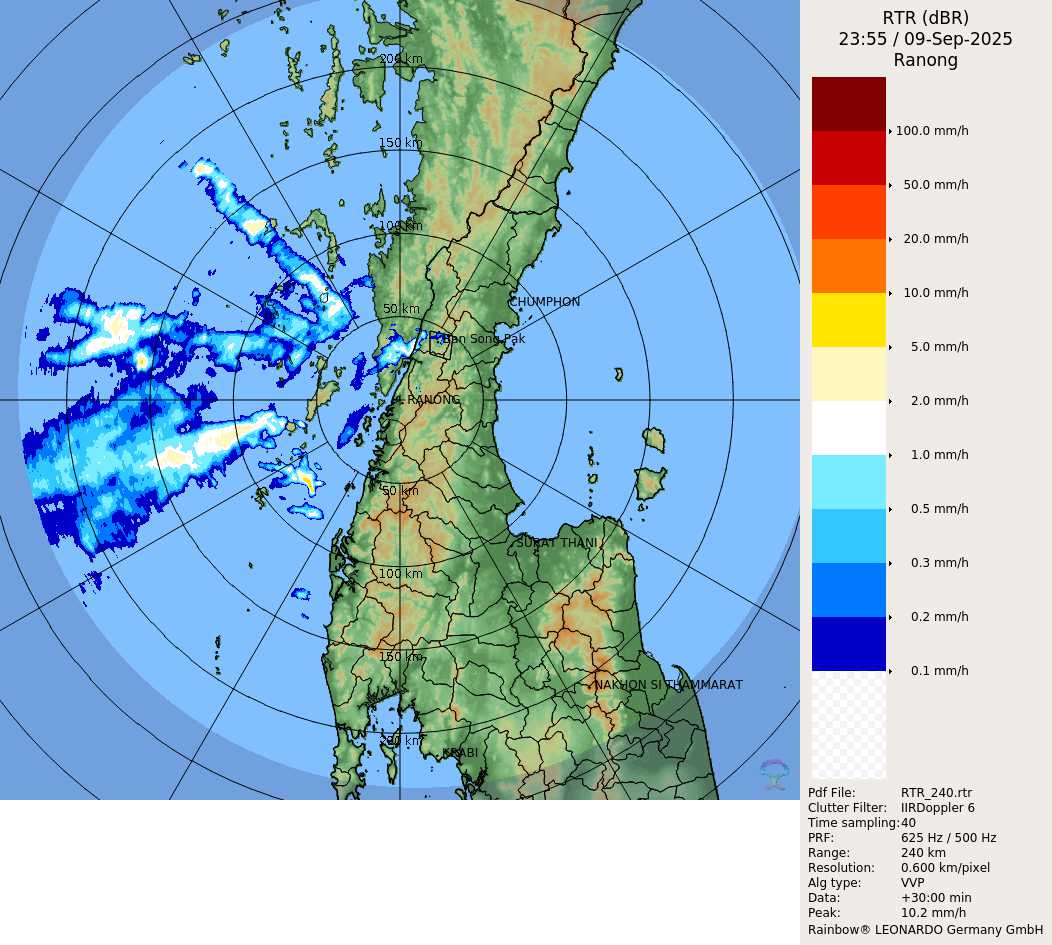 RTR (dBR)
23:55 / 09-Sep-2025
Ranong
100.0 mm/h
50.0 mm/h
20.0 mm/h
10.0 mm/h
5.0 mm/h
2.0 mm/h
1.0 mm/h
0.5 mm/h
0.3 mm/h
0.2 mm/h
0.1 mm/h
Pdf File: RTR_240.rtr
Clutter Filter: IIRDoppler 6
Time sampling: 40
PRF: 625 Hz / 500 Hz
Range: 240 km
Resolution: 0.600 km/pixel
Alg type: VVP
Data: +30:00 min
Peak: 10.2 mm/h
Rainbow® LEONARDO Germany GmbH
200 km
150 km
100 km
50 km
CHUMPHON
Ban Song Pak
RANONG
50 km
SURAT THANI
100 km
150 km
NAKHON SI THAMMARAT
200 km
KRABI